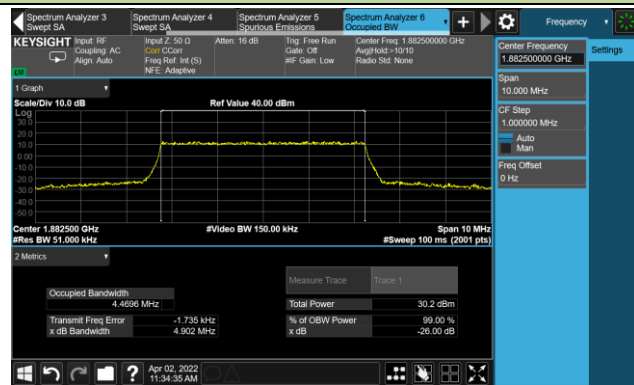 Spectrum Analyzer 3
Swept SA
Spectrum Analyzer 4
Swept SA
Spectrum Analyzer 5
Spurious Emissions
Spectrum Analyzer 6
Occupied BW
Frequency
KEYSIGHT
Input: RF
Coupling: AC
Align: Auto
Input Z: 50 Ω
Corr CCorr
Freq Ref: Int (S)
NFE: Adaptive
Atten: 16 dB
Trig: Free Run
Gate: Off
#IF Gain: Low
Center Freq: 1.882500000 GHz
Avg|Hold:>10/10
Radio Std: None
Center Frequency
1.882500000 GHz
Settings
Span
10.000 MHz
CF Step
1.000000 MHz
Auto
Man
Freq Offset
0 Hz
1 Graph
Scale/Div 10.0 dB
Ref Value 40.00 dBm
Log
30.0
20.0
10.0
0.00
-10.0
-20.0
-30.0
-40.0
-50.0
Center 1.882500 GHz
#Video BW 150.00 kHz
Span 10 MHz
#Res BW 51.000 kHz
#Sweep 100 ms (2001 pts)
2 Metrics
Measure Trace
Trace 1
Occupied Bandwidth
4.4696 MHz
Total Power
30.2 dBm
Transmit Freq Error
-1.735 kHz
% of OBW Power
99.00 %
x dB Bandwidth
4.902 MHz
x dB
-26.00 dB
Apr 02, 2022
11:34:35 AM